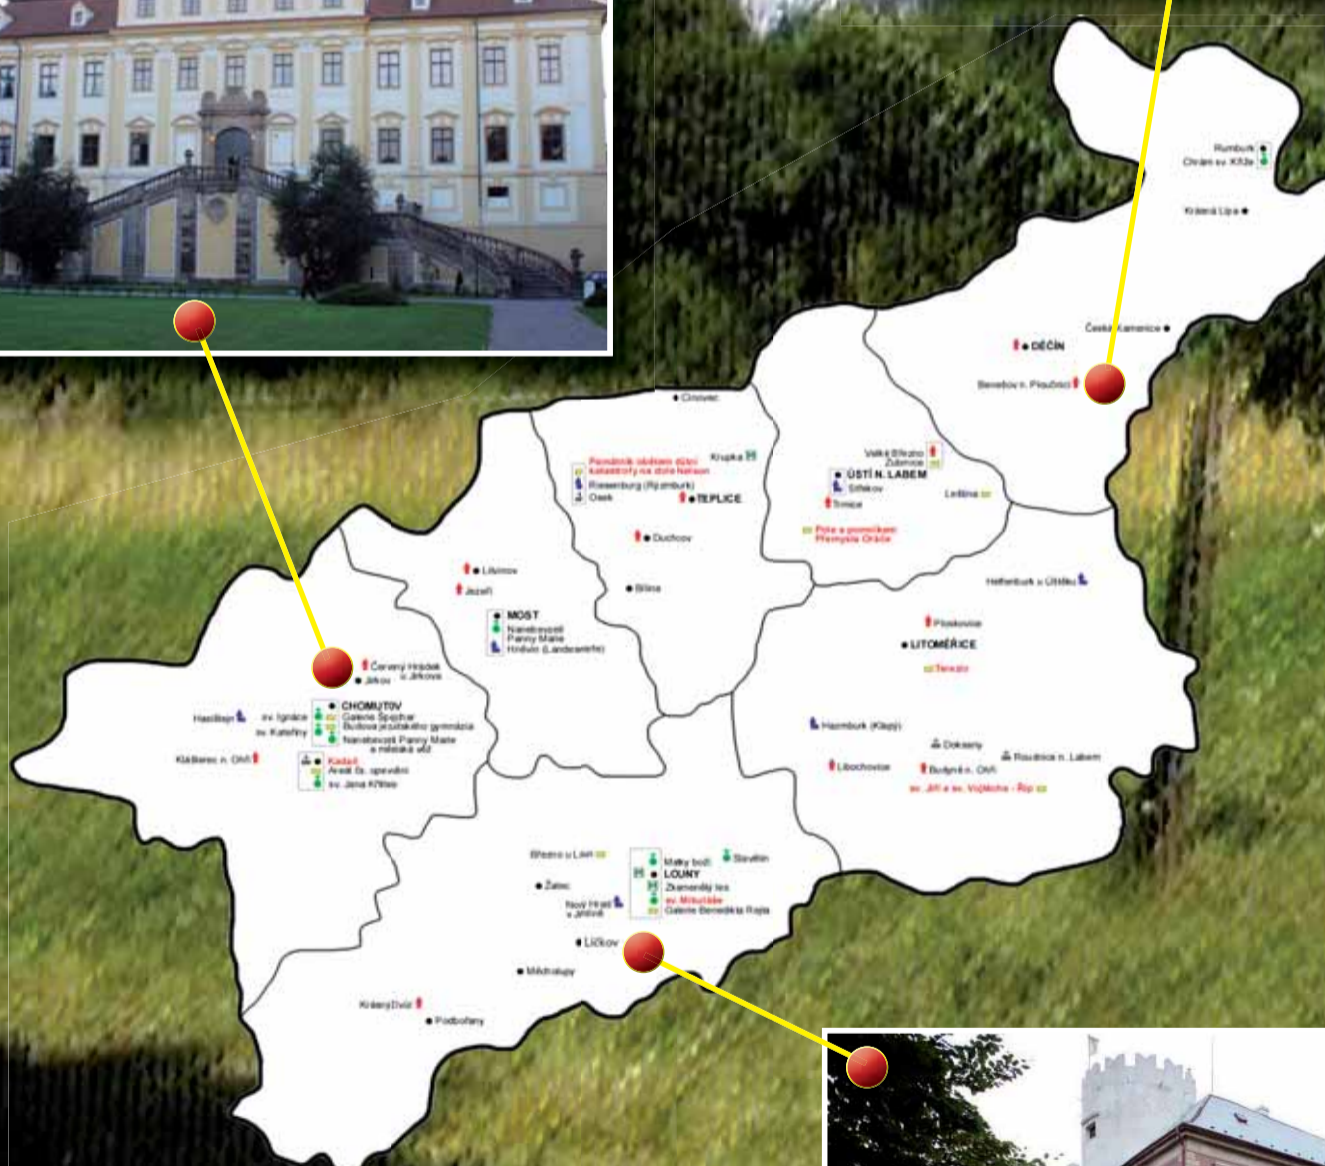 Rumburk
Chrám sv. Kříže
Krásná Lípa
Česká Kamenice
DĚČÍN
Benešov n. Ploučnicí
Cínovec
Krupka
Památník obětem důlní
katastrofy na dole Nelson
Riesenburg (Rýzmburk)
Osek
TEPLICE
Duchcov
Bílina
Velké Březno
Zubrnice
ÚSTÍ N. LABEM
Střekov
Trmice
Leština
Pole s pomníkem
Přemysla Oráče
Litvínov
Jezeří
MOST
Nanebevzetí
Panny Marie
Hněvín (Landeswarte)
Helfenburk u Úštěku
Ploskovice
LITOMĚŘICE
Terezín
Hazmburk (Klapý)
Doksany
Roudnice n. Labem
Libochovice
Budyně n. Ohří
sv. Jiří a sv. Vojtěcha - Říp
Červený Hrádek
u Jirkova
Jirkov
CHOMUTOV
Hasištejn
sv. Ignáce
Galerie Špejchar
sv. Kateřiny
Budova jezuitského gymnázia
Nanebevzetí Panny Marie
a městská věž
Klášterec n. Ohří
Kadaň
Areál čs. opevnění
sv. Jana Křtitele
Březno u Loun
Matky boží
Slavětín
LOUNY
Žatec
Zkamenělý les
Nový Hrad
v Jimlíně
sv. Mikuláše
Galerie Benedikta Rejta
Líčkov
Měcholupy
Krásný Dvůr
Podbořany